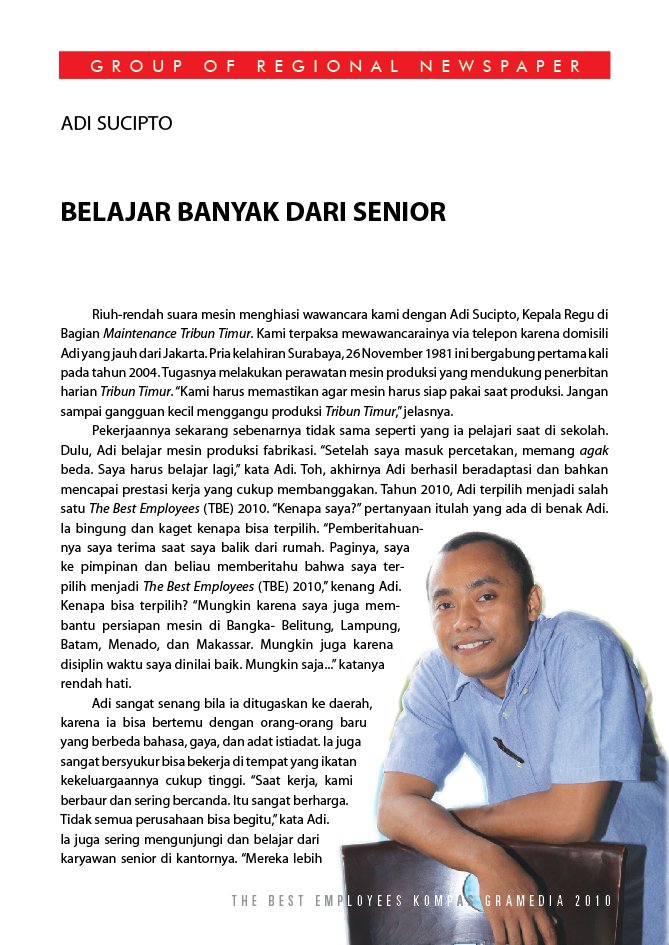 GROUP OF REGIONAL NEWSPAPER
ADI SUCIPTO
BELAJAR BANYAK DARI SENIOR
Riuh-rendah suara mesin menghiasi wawancara kami dengan Adi Sucipto, Kepala Regu di
Bagian Maintenance Tribun Timur. Kami terpaksa mewawancarainya via telepon karena domisili
Adi yang jauh dari Jakarta. Pria kelahiran Surabaya, 26 November 1981 ini bergabung pertama kali
pada tahun 2004. Tugasnya melakukan perawatan mesin produksi yang mendukung penerbitan
harian Tribun Timur. “Kami harus memastikan agar mesin harus siap pakai saat produksi. Jangan
sampai gangguan kecil menggangu produksi Tribun Timur,” jelasnya.
Pekerjaannya sekarang sebenarnya tidak sama seperti yang ia pelajari saat di sekolah.
Dulu, Adi belajar mesin produksi fabrikasi. “Setelah saya masuk percetakan, memang agak
beda. Saya harus belajar lagi,” kata Adi. Toh, akhirnya Adi berhasil beradaptasi dan bahkan
mencapai prestasi kerja yang cukup membanggakan. Tahun 2010, Adi terpilih menjadi salah
satu The Best Employees (TBE) 2010. “Kenapa saya?” pertanyaan itulah yang ada di benak Adi.
Ia bingung dan kaget kenapa bisa terpilih. “Pemberitahuan-
nya saya terima saat saya balik dari rumah. Paginya, saya
ke pimpinan dan beliau memberitahu bahwa saya ter-
pilih menjadi The Best Employees (TBE) 2010,” kenang Adi.
Kenapa bisa terpilih? “Mungkin karena saya juga mem-
bantu persiapan mesin di Bangka- Belitung, Lampung,
Batam, Menado, dan Makassar. Mungkin juga karena
disiplin waktu saya dinilai baik. Mungkin saja...” katanya
rendah hati.
Adi sangat senang bila ia ditugaskan ke daerah,
karena ia bisa bertemu dengan orang-orang baru
yang berbeda bahasa, gaya, dan adat istiadat. Ia juga
sangat bersyukur bisa bekerja di tempat yang ikatan
kekeluargaannya cukup tinggi. “Saat kerja, kami
berbaur dan sering bercanda. Itu sangat berharga.
Tidak semua perusahaan bisa begitu,” kata Adi.
Ia juga sering mengunjungi dan belajar dari
karyawan senior di kantornya. “Mereka lebih
THE BEST EMPLOYEES KOMPAS GRAMEDIA 2010